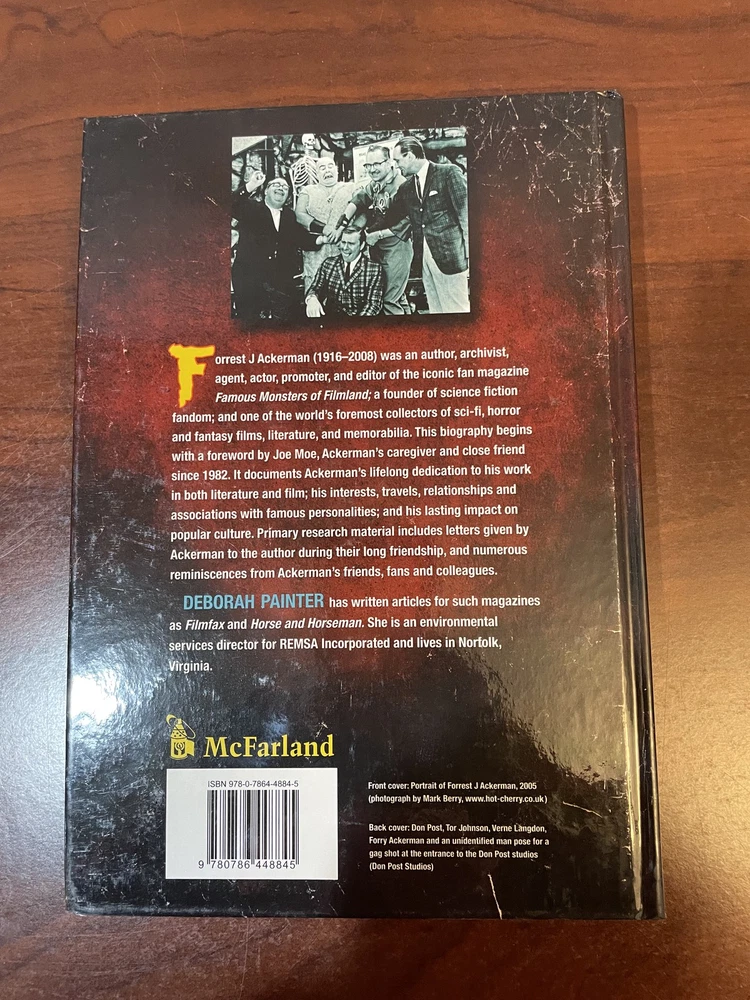 Forrest J Ackerman (1916–2008) was an author, archivist,
agent, actor, promoter, and editor of the iconic fan magazine
Famous Monsters of Filmland; a founder of science fiction
fandom; and one of the world's foremost collectors of sci-fi, horror
and fantasy films, literature, and memorabilia. This biography begins
with a foreword by Joe Moe, Ackerman's caregiver and close friend
since 1982. It documents Ackerman's lifelong dedication to his work
in both literature and film; his interests, travels, relationships and
associations with famous personalities; and his lasting impact on
popular culture. Primary research material includes letters given by
Ackerman to the author during their long friendship, and numerous
reminiscences from Ackerman's friends, fans and colleagues.
DEBORAH PAINTER has written articles for such magazines
as Filmfax and Horse and Horseman. She is an environmental
services director for REMSA Incorporated and lives in Norfolk,
Virginia.
McFarland
ISBN 978-0-7864-4884-5
9 780786 448845
Front cover: Portrait of Forrest J Ackerman, 2005
(photograph by Mark Berry, www.hot-cherry.co.uk)
Back cover: Don Post, Tor Johnson, Verne Langdon,
Forry Ackerman and an unidentified man pose for a
gag shot at the entrance to the Don Post studios
(Don Post Studios)